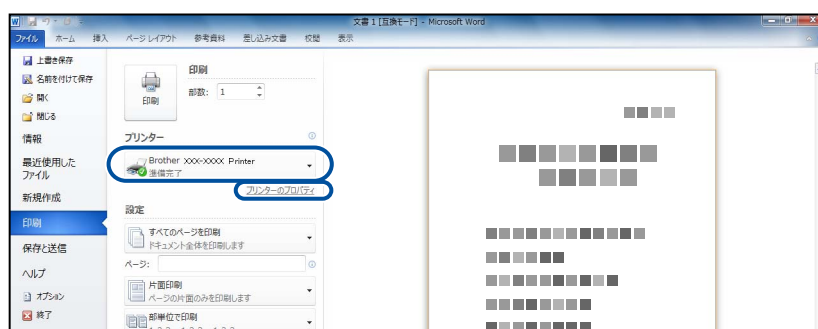 文書 1 [互換モード] - Microsoft Word
ファイル ホーム 挿入 ページ レイアウト 参考資料 差し込み文書 校閲 表示
上書き保存
名前を付けて保存
開く
閉じる
情報
最近使用した
ファイル
新規作成
印刷
保存と送信
ヘルプ
オプション
終了
印刷
印刷
部数: 1
プリンター
Brother XXX-XXXX Printer
準備完了
プリンターのプロパティ
設定
すべてのページを印刷
ドキュメント全体を印刷します
ページ:
片面印刷
ページの片面のみを印刷します
部単位で印刷